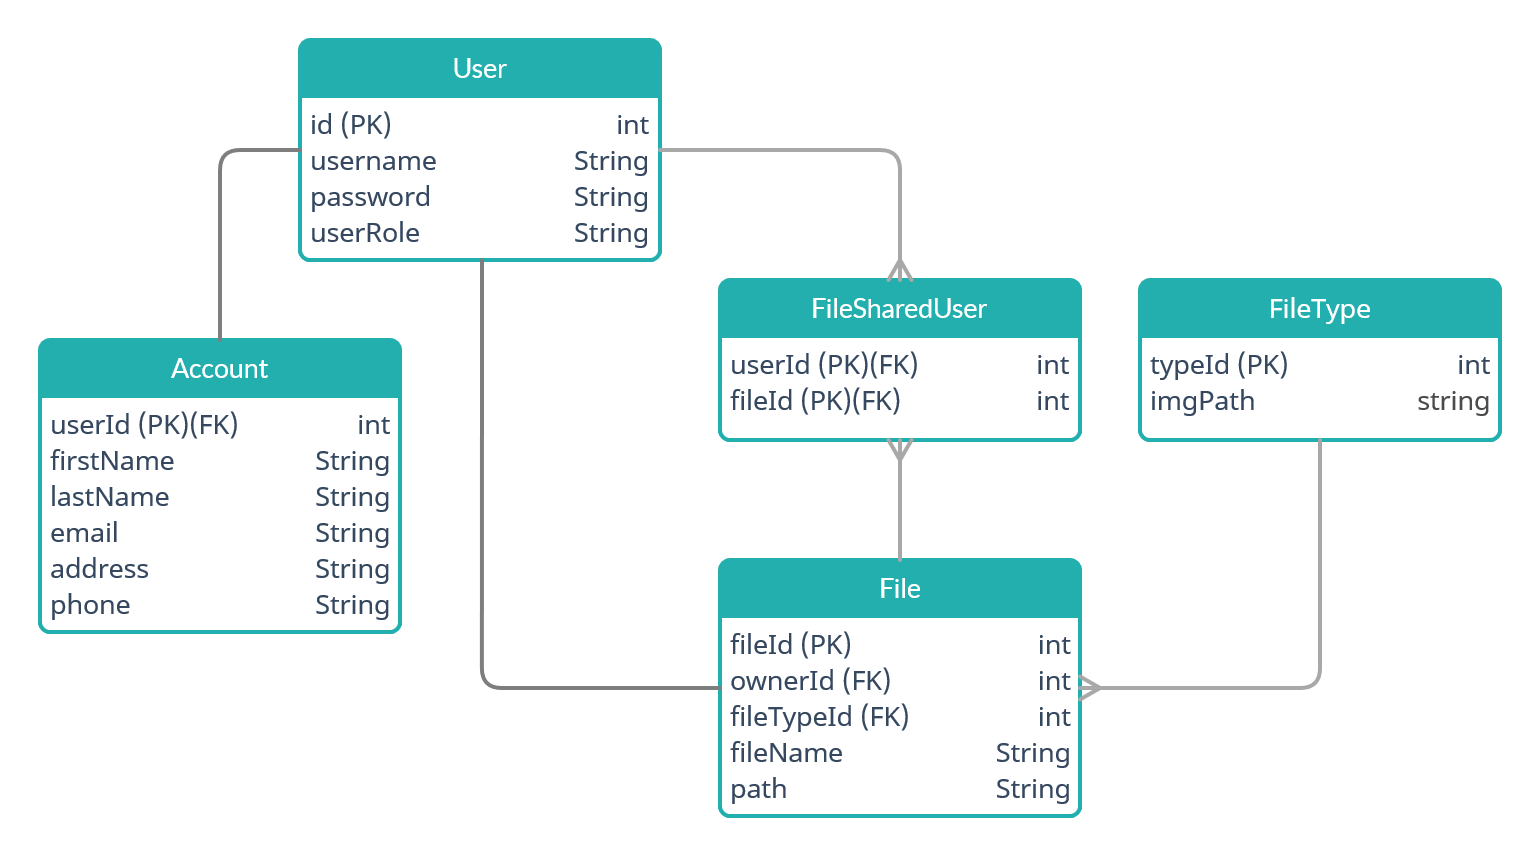 User
id (PK) int
username String
password String
userRole String
Account
userId (PK)(FK) int
firstName String
lastName String
email String
address String
phone String
FileSharedUser
userId (PK)(FK) int
fileId (PK)(FK) int
FileType
typeId (PK) int
imgPath string
File
fileId (PK) int
ownerId (FK) int
fileTypeId (FK) int
fileName String
path String